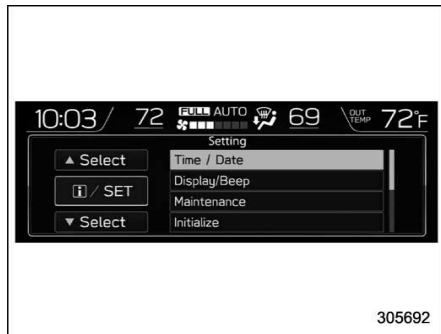 10:03 / 72 FULL AUTO 69 OUT TEMP 72°F
Setting
▲ Select
Time / Date
Display/Beep
i / SET
Maintenance
▼ Select
Initialize
305692